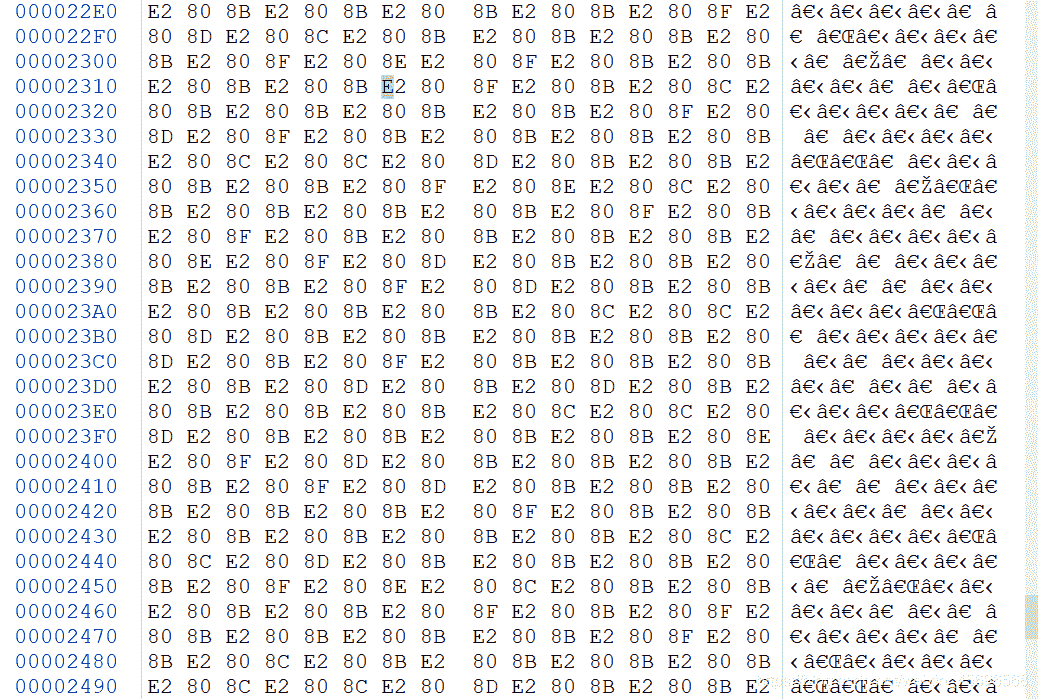 000022E0 E2 80 8B E2 80 8B E2 80 8B E2 80 8B E2 80 8F E2 â€‹â€‹â€‹â€‹â€ â
000022F0 80 8D E2 80 8C E2 80 8B E2 80 8B E2 80 8B E2 80 € â€Œâ€‹â€‹â€‹â€
00002300 8B E2 80 8F E2 80 8E E2 80 8F E2 80 8B E2 80 8B ‹â€ â€Žâ€ â€‹â€‹
00002310 E2 80 8B E2 80 8B E2 80 8F E2 80 8B E2 80 8C E2 â€‹â€‹â€ â€‹â€Œâ
00002320 80 8B E2 80 8B E2 80 8B E2 80 8B E2 80 8F E2 80 €‹â€‹â€‹â€‹â€ â€
00002330 8D E2 80 8F E2 80 8B E2 80 8B E2 80 8B E2 80 8B â€ â€‹â€‹â€‹â€‹
00002340 E2 80 8C E2 80 8C E2 80 8D E2 80 8B E2 80 8B E2 â€Œâ€Œâ€ â€‹â€‹â
00002350 80 8B E2 80 8B E2 80 8F E2 80 8E E2 80 8C E2 80 €‹â€‹â€ â€Žâ€Œâ€
00002360 8B E2 80 8B E2 80 8B E2 80 8B E2 80 8F E2 80 8B ‹â€‹â€‹â€‹â€ â€‹
00002370 E2 80 8F E2 80 8B E2 80 8B E2 80 8B E2 80 8B E2 â€ â€‹â€‹â€‹â€‹â
00002380 80 8E E2 80 8F E2 80 8D E2 80 8B E2 80 8B E2 80 €Žâ€ â€ â€‹â€‹â€
00002390 8B E2 80 8B E2 80 8F E2 80 8D E2 80 8B E2 80 8B ‹â€‹â€ â€ â€‹â€‹
000023A0 E2 80 8B E2 80 8B E2 80 8B E2 80 8C E2 80 8C E2 â€‹â€‹â€‹â€Œâ€Œâ
000023B0 80 8D E2 80 8B E2 80 8B E2 80 8B E2 80 8B E2 80 € â€‹â€‹â€‹â€‹â€
000023C0 8D E2 80 8B E2 80 8F E2 80 8B E2 80 8B E2 80 8B â€‹â€ â€‹â€‹â€‹
000023D0 E2 80 8B E2 80 8D E2 80 8B E2 80 8D E2 80 8B E2 â€‹â€ â€‹â€ â€‹â
000023E0 80 8B E2 80 8B E2 80 8B E2 80 8C E2 80 8C E2 80 €‹â€‹â€‹â€Œâ€Œâ€
000023F0 8D E2 80 8B E2 80 8B E2 80 8B E2 80 8B E2 80 8E â€‹â€‹â€‹â€‹â€Ž
00002400 E2 80 8F E2 80 8D E2 80 8B E2 80 8B E2 80 8B E2 â€ â€ â€‹â€‹â€‹â
00002410 80 8B E2 80 8F E2 80 8D E2 80 8B E2 80 8B E2 80 €‹â€ â€ â€‹â€‹â€
00002420 8B E2 80 8B E2 80 8B E2 80 8F E2 80 8B E2 80 8B ‹â€‹â€‹â€ â€‹â€‹
00002430 E2 80 8B E2 80 8B E2 80 8B E2 80 8B E2 80 8C E2 â€‹â€‹â€‹â€‹â€Œâ
00002440 80 8C E2 80 8D E2 80 8B E2 80 8B E2 80 8B E2 80 €Œâ€ â€‹â€‹â€‹â€
00002450 8B E2 80 8F E2 80 8E E2 80 8C E2 80 8B E2 80 8B ‹â€ â€Žâ€Œâ€‹â€‹
00002460 E2 80 8B E2 80 8B E2 80 8F E2 80 8B E2 80 8F E2 â€‹â€‹â€ â€‹â€ â
00002470 80 8B E2 80 8B E2 80 8B E2 80 8B E2 80 8F E2 80 €‹â€‹â€‹â€‹â€ â€
00002480 8B E2 80 8C E2 80 8B E2 80 8B E2 80 8B E2 80 8B ‹â€Œâ€‹â€‹â€‹â€‹
00002490 E2 80 8C E2 80 8C E2 80 8D E2 80 8B E2 80 8B E2 â€Œâ€Œâ€ â€‹â€‹â